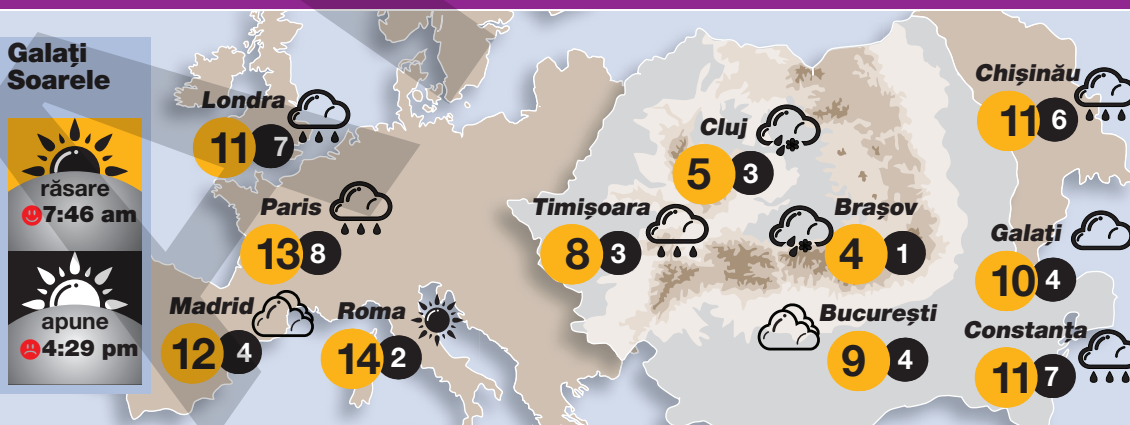 Galați
Soarele
răsare
7:46 am
apune
4:29 pm
Londra
11 7
Paris
13 8
Madrid
12 4
Roma
14 2
Cluj
5 3
Timișoara
8 3
Brașov
4 1
București
9 4
Chișinău
11 6
Galați
10 4
Constanța
11 7